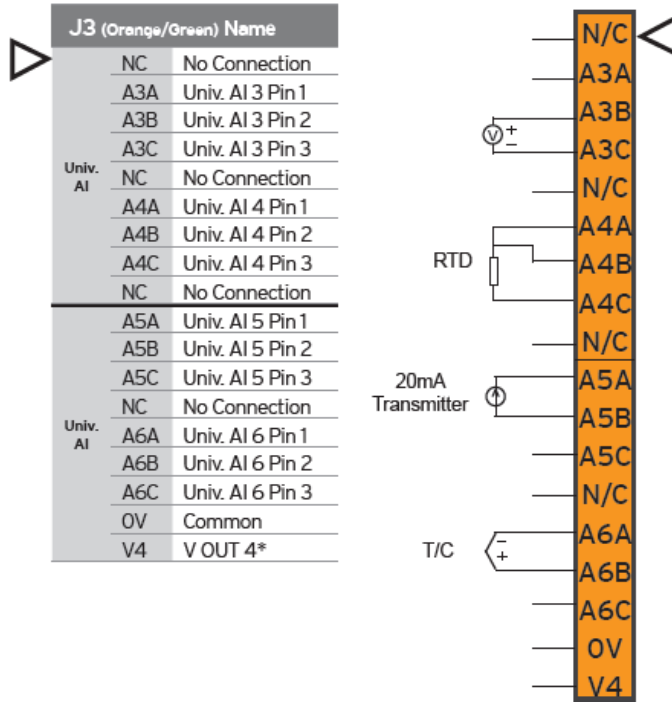 J3 (Orange/Green) Name
NC No Connection
A3A Univ. AI 3 Pin 1
A3B Univ. AI 3 Pin 2
A3C Univ. AI 3 Pin 3
Univ. AI
NC No Connection
A4A Univ. AI 4 Pin 1
A4B Univ. AI 4 Pin 2
A4C Univ. AI 4 Pin 3
NC No Connection
A5A Univ. AI 5 Pin 1
A5B Univ. AI 5 Pin 2
A5C Univ. AI 5 Pin 3
NC No Connection
Univ. AI
A6A Univ. AI 6 Pin 1
A6B Univ. AI 6 Pin 2
A6C Univ. AI 6 Pin 3
0V Common
V4 V OUT 4*
N/C
A3A
A3B
V + -
A3C
N/C
A4A
RTD
A4B
A4C
N/C
20mA
Transmitter
A5A
A5B
A5C
N/C
T/C - +
A6A
A6B
A6C
0V
V4